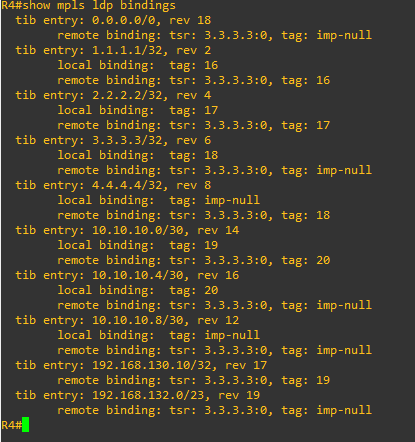 R4#show mpls ldp bindings
tib entry: 0.0.0.0/0, rev 18
remote binding: tsr: 3.3.3.3:0, tag: imp-null
tib entry: 1.1.1.1/32, rev 2
local binding:  tag: 16
remote binding: tsr: 3.3.3.3:0, tag: 16
tib entry: 2.2.2.2/32, rev 4
local binding:  tag: 17
remote binding: tsr: 3.3.3.3:0, tag: 17
tib entry: 3.3.3.3/32, rev 6
local binding:  tag: 18
remote binding: tsr: 3.3.3.3:0, tag: imp-null
tib entry: 4.4.4.4/32, rev 8
local binding:  tag: imp-null
remote binding: tsr: 3.3.3.3:0, tag: 18
tib entry: 10.10.10.0/30, rev 14
local binding:  tag: 19
remote binding: tsr: 3.3.3.3:0, tag: 20
tib entry: 10.10.10.4/30, rev 16
local binding:  tag: 20
remote binding: tsr: 3.3.3.3:0, tag: imp-null
tib entry: 10.10.10.8/30, rev 12
local binding:  tag: imp-null
remote binding: tsr: 3.3.3.3:0, tag: imp-null
tib entry: 192.168.130.10/32, rev 17
remote binding: tsr: 3.3.3.3:0, tag: 19
tib entry: 192.168.132.0/23, rev 19
remote binding: tsr: 3.3.3.3:0, tag: imp-null
R4#